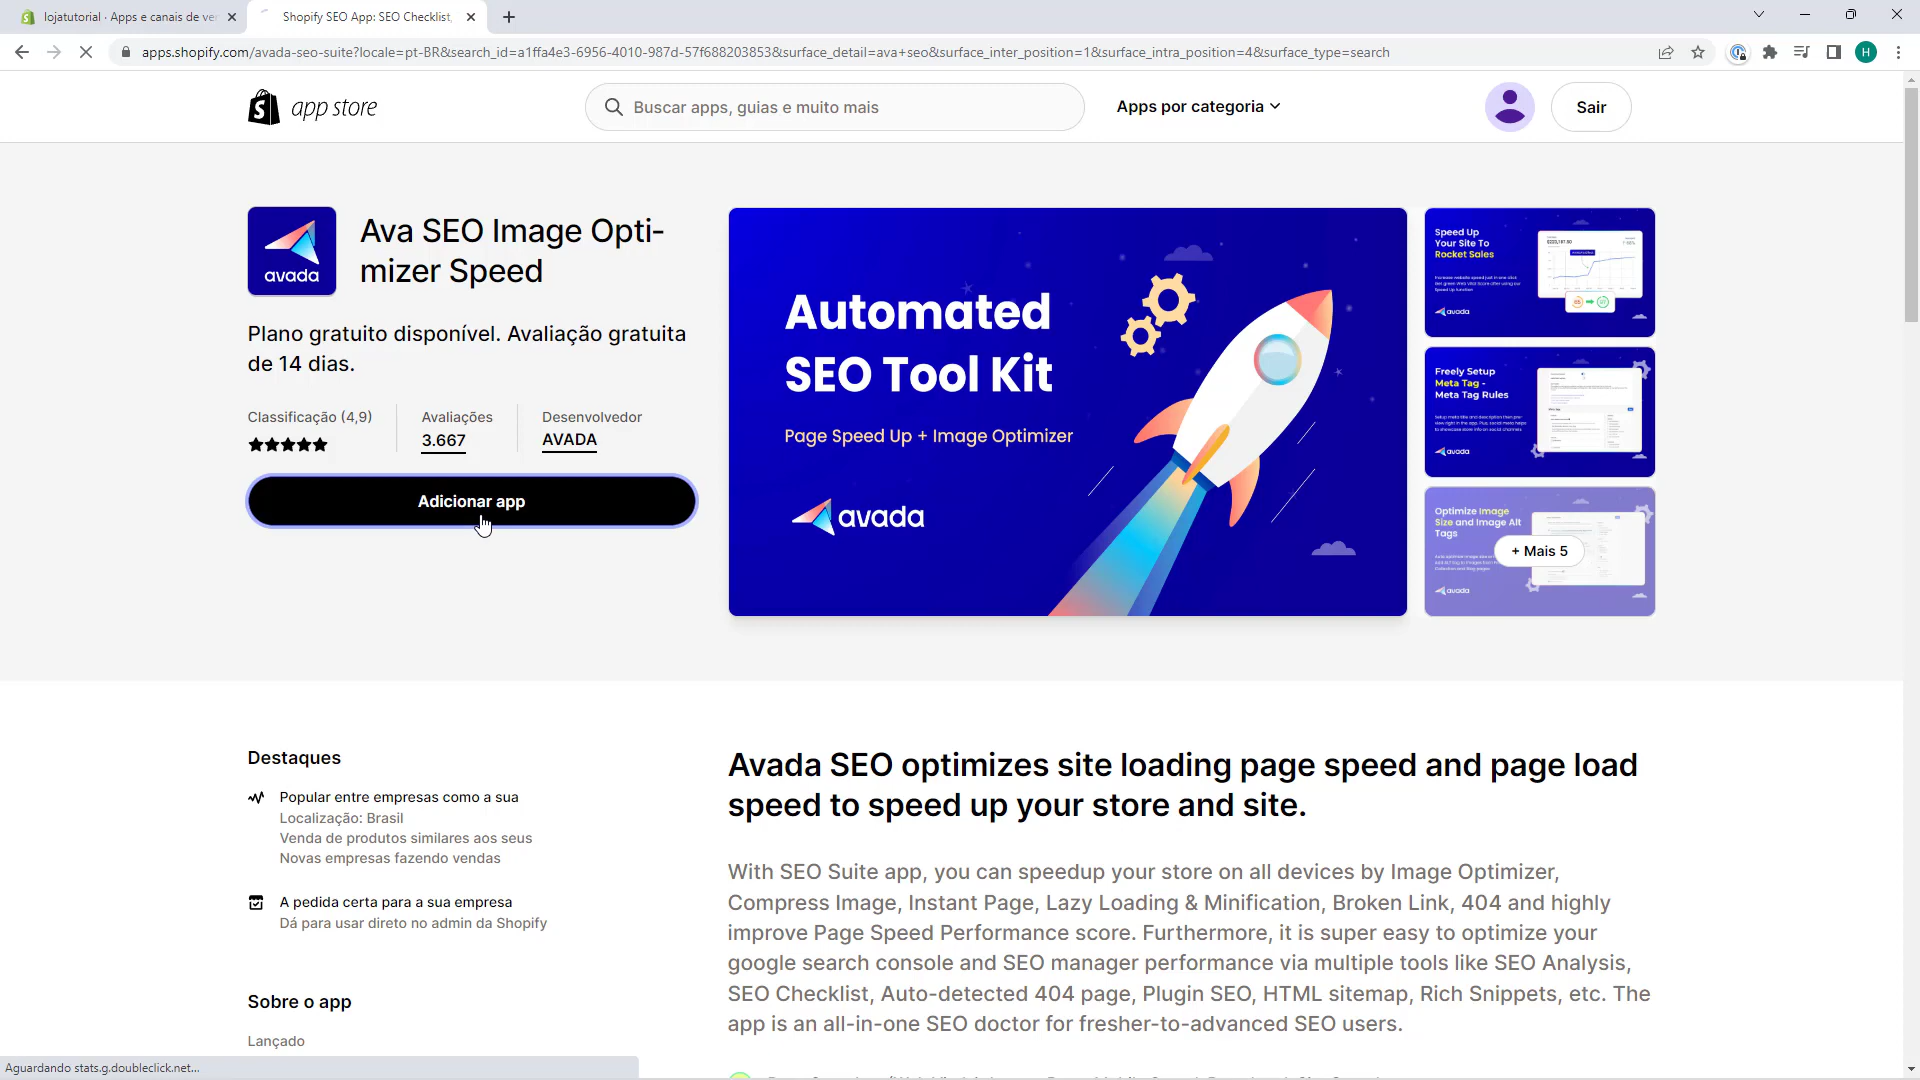 lojatutorial · Apps e canais de ve
Shopify SEO App: SEO Checklist,
apps.shopify.com/avada-seo-suite?locale=pt-BR&search_id=a1ffa4e3-6956-4010-987d-57f688203853&surface_detail=ava+seo&surface_inter_position=1&surface_intra_position=4&surface_type=search
H
app store
Buscar apps, guias e muito mais
Apps por categoria
Sair
avada
Ava SEO Image Opti-
mizer Speed
Plano gratuito disponível. Avaliação gratuita
de 14 dias.
Classificação (4,9)
Avaliações
3.667
Desenvolvedor
AVADA
Adicionar app
Automated
SEO Tool Kit
Page Speed Up + Image Optimizer
avada
Speed Up
Your Site To
Rocket Sales
avada
Freely Setup
Meta Tag -
Meta Tag Rules
avada
Optimize Image
Size and Image Alt
Tags
+ Mais 5
avada
Destaques
Popular entre empresas como a sua
Localização: Brasil
Venda de produtos similares aos seus
Novas empresas fazendo vendas
A pedida certa para a sua empresa
Dá para usar direto no admin da Shopify
Sobre o app
Lançado
Avada SEO optimizes site loading page speed and page load
speed to speed up your store and site.
With SEO Suite app, you can speedup your store on all devices by Image Optimizer,
Compress Image, Instant Page, Lazy Loading & Minification, Broken Link, 404 and highly
improve Page Speed Performance score. Furthermore, it is super easy to optimize your
google search console and SEO manager performance via multiple tools like SEO Analysis,
SEO Checklist, Auto-detected 404 page, Plugin SEO, HTML sitemap, Rich Snippets, etc. The
app is an all-in-one SEO doctor for fresher-to-advanced SEO users.
Aguardando stats.g.doubleclick.net...